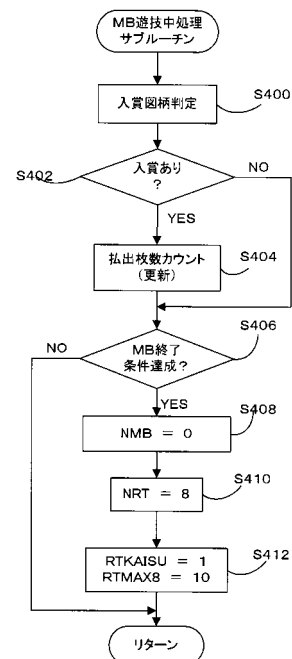 MB遊技中処理
サブルーチン
入賞図柄判定
S400
S402
入賞あり
?
NO
YES
払出枚数カウント
(更新)
S404
S406
NO
MB終了
条件達成?
YES
S408
NMB = 0
S410
NRT = 8
S412
RTKAISU = 1
RTMAX8 = 10
リターン